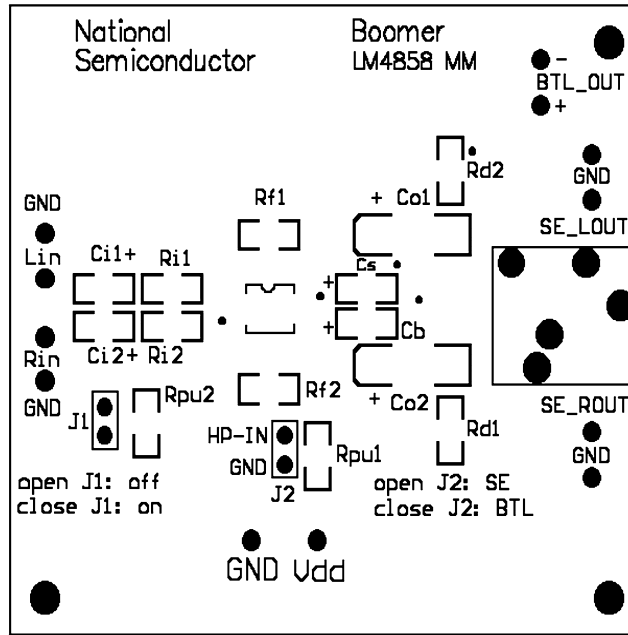 National
Semiconductor
Boomer
LM4858 MM
-
BTL_OUT
+
Rd2
GND
GND
Rf1
+ Co1
SE_LOUT
Lin
Ci1+
Ri1
Cs
+
Rin
Ci2+
Ri2
+
Cb
GND
Rpu2
Rf2
+
Co2
SE_ROUT
J1
HP-IN
Rd1
GND
Rpu1
GND
J2
open J1: off
close J1: on
open J2: SE
close J2: BTL
GND
Vdd